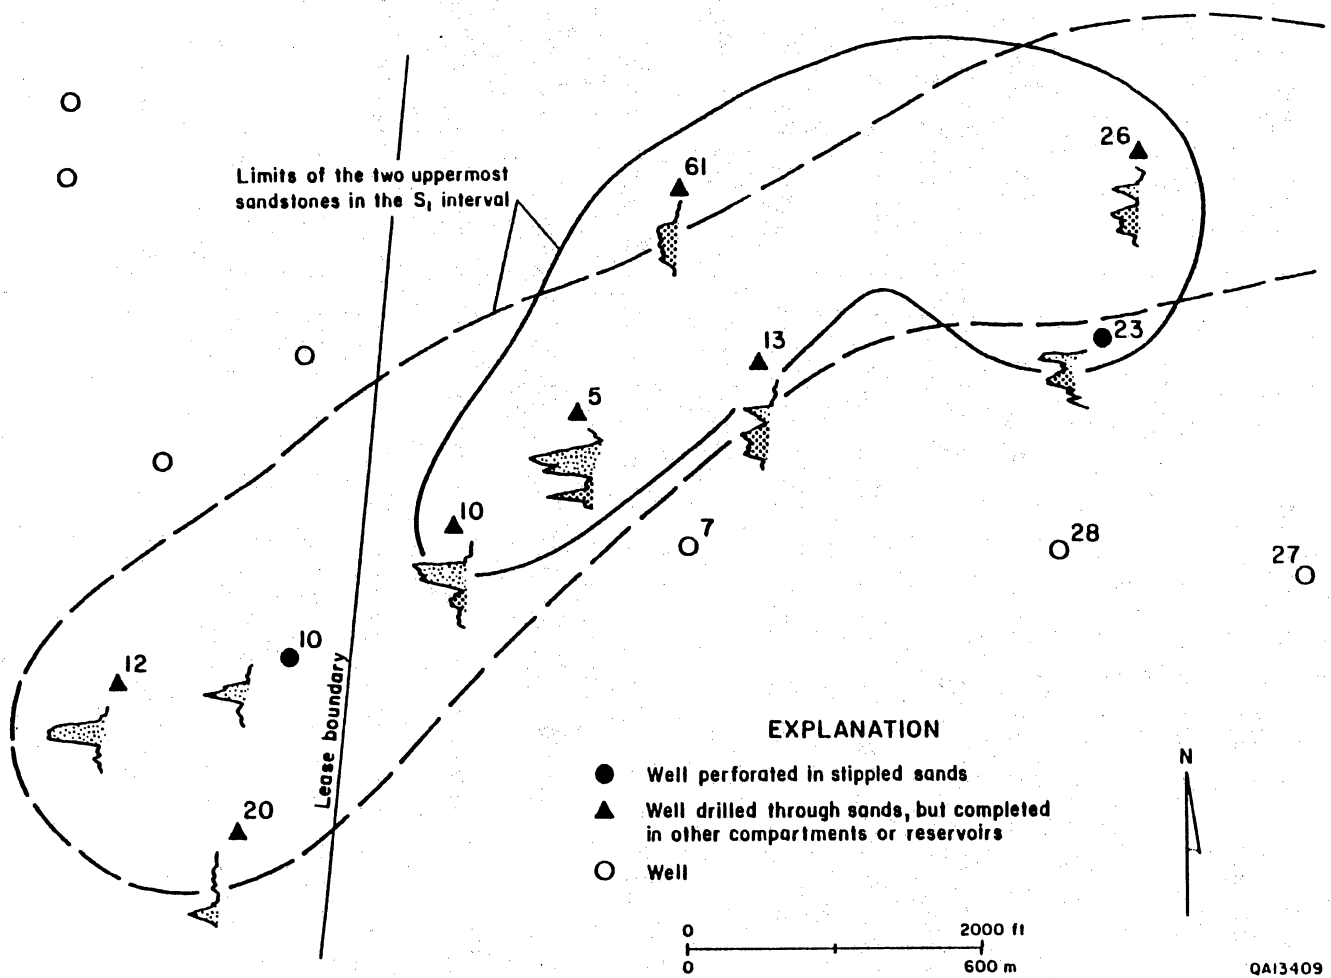 26
61
Limits of the two uppermost
sandstones in the S₁ interval
23
13
5
10
7
28
27
10
12
Lease boundary
20
EXPLANATION
Well perforated in stippled sands
Well drilled through sands, but completed
in other compartments or reservoirs
Well
N
0 2000 ft
0 600 m
QA13409